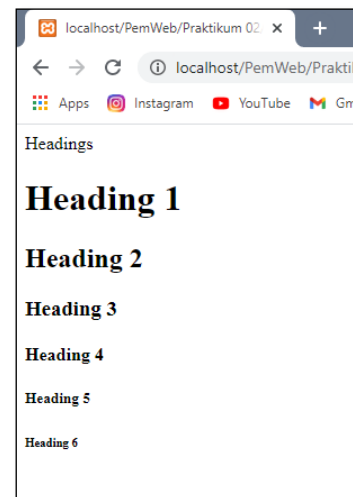 localhost/PemWeb/Praktikum 02
localhost/PemWeb/Prakti
Apps Instagram YouTube Gm
Headings
Heading 1
Heading 2
Heading 3
Heading 4
Heading 5
Heading 6